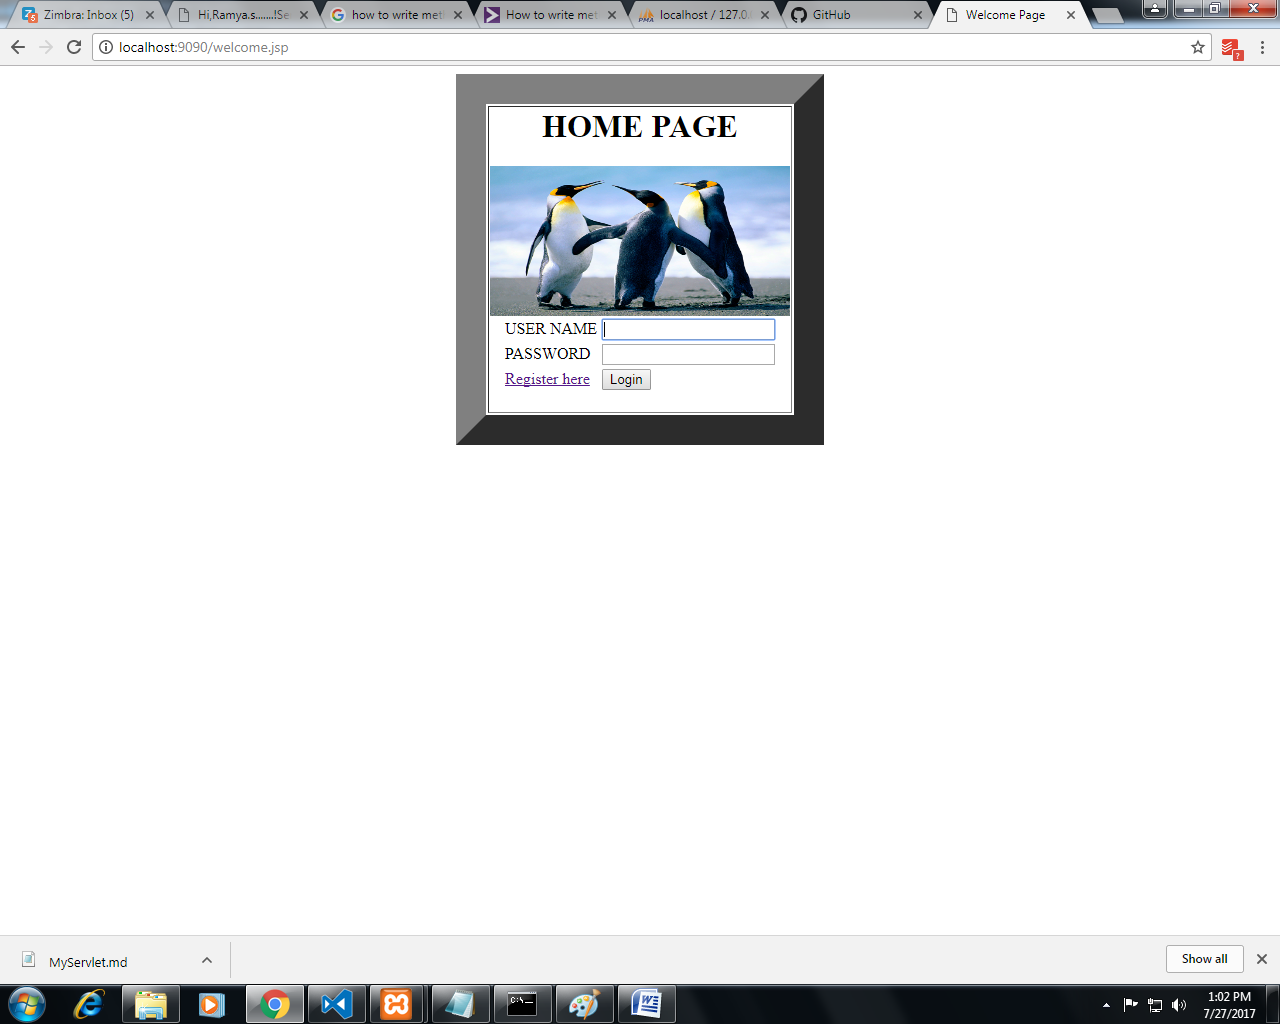 Zimbra: Inbox (5)
Hi,Ramya.s.......!Se
how to write met
How to write met
localhost / 127.0.
GitHub
Welcome Page
localhost:9090/welcome.jsp
HOME PAGE
USER NAME
PASSWORD
Register here
Login
MyServlet.md
Show all
1:02 PM
7/27/2017